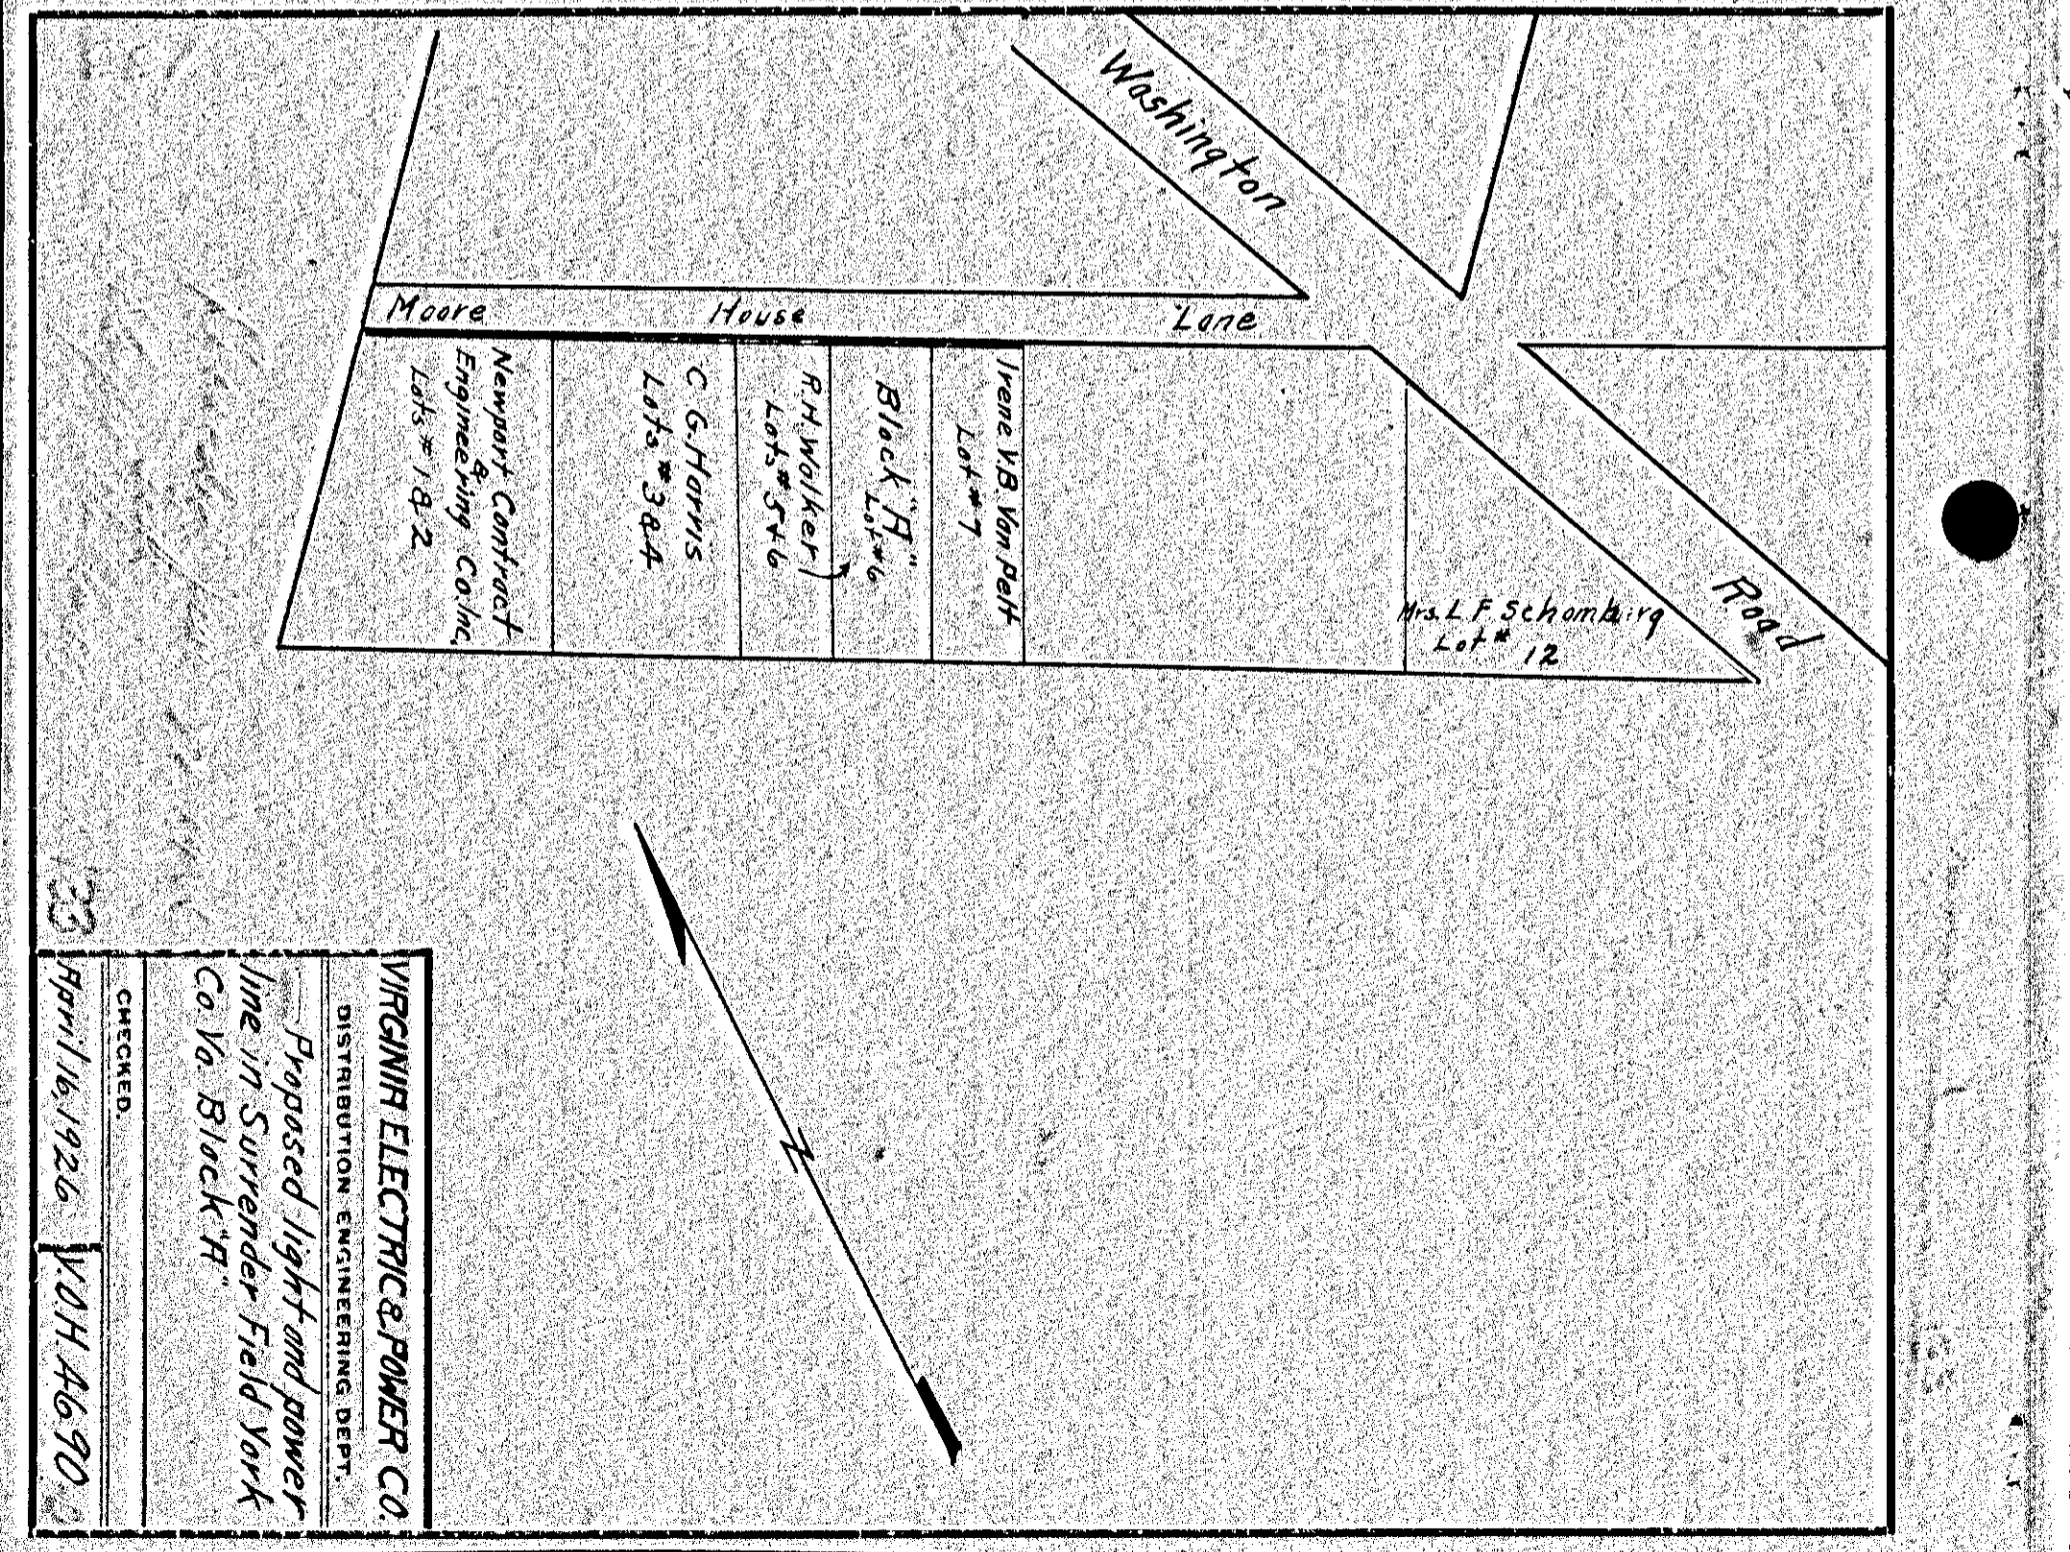 Washington
Road
Moore House Lane
Newport Contract
&
Engineering Co. Inc.
Lots # 1 & 2
C. G. Harris
Lots # 3 & 4
R. H. Walker
Lots # 5 + 6
Block "A"
Lot # 6
Irene V.B. Van Pelt
Lot # 7
Mrs. L. F. Schomburg
Lot # 12
N
VIRGINIA ELECTRIC & POWER CO.
DISTRIBUTION ENGINEERING DEPT.
Proposed light and power
line in Surrender Field York
Co. Va. Block "A"
CHECKED.
April 16, 1926 V.O.H. A690